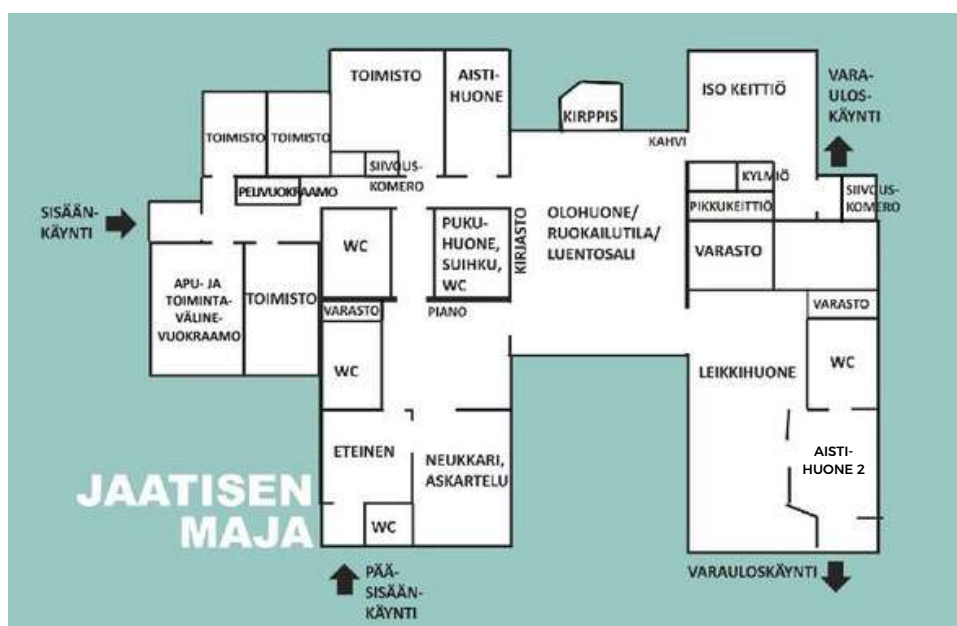 TOIMISTO
AISTI-
HUONE
KIRPPIS
KAHVI
ISO KEITTIÖ
VARA-
ULOS-
KÄYNTI
TOIMISTO
TOIMISTO
SIIVOUS-
KOMERO
PELIVUOKRAAMO
KYLMIÖ
PIKKUKEITTIÖ
SIIVOUS-
KOMERO
SISÄÄN-
KÄYNTI
WC
PUKU-
HUONE,
SUIHKU,
WC
KIRJASTO
OLOHUONE/
RUOKAILUTILA/
LUENTOSALI
VARASTO
APU- JA
TOIMINTA-
VÄLINE-
VUOKRAAMO
TOIMISTO
VARASTO
PIANO
VARASTO
WC
LEIKKIHUONE
WC
ETEINEN
NEUKKARI,
ASKARTELU
AISTI-
HUONE 2
JAATISEN
MAJA
WC
PÄÄ-
SISÄÄN-
KÄYNTI
VARAULOSKÄYNTI